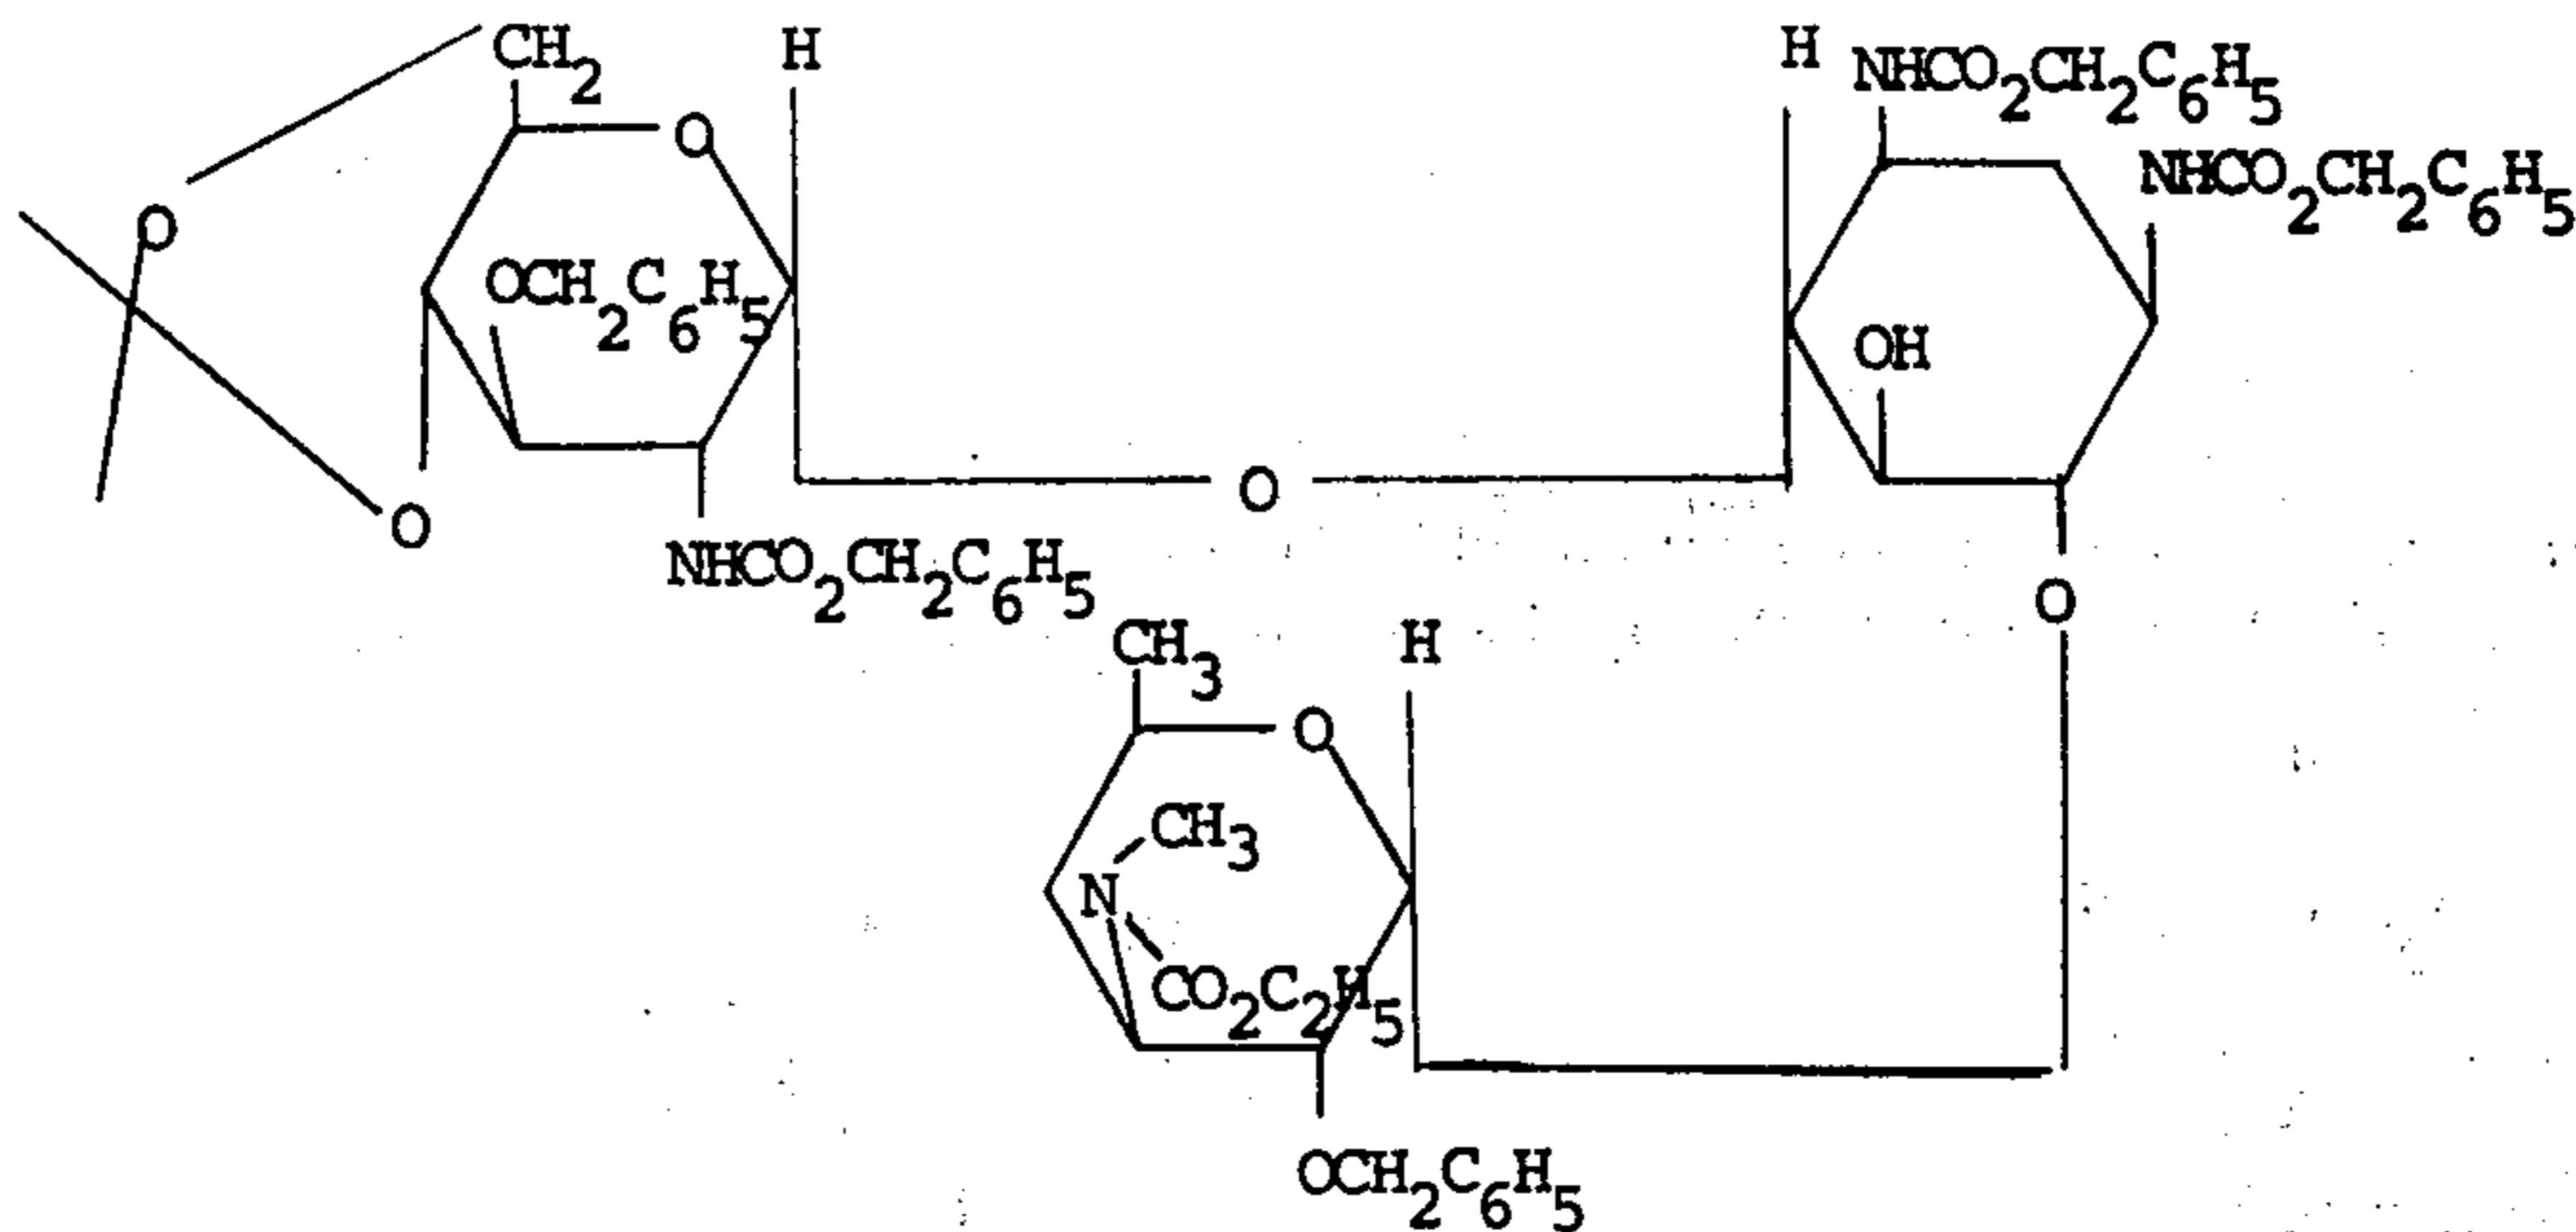 CH₂ H H NHCO₂CH₂C₆H₅
O NHCO₂CH₂C₆H₅
O
OCH₂C₆H₅
OH
O
O
NHCO₂CH₂C₆H₅
O
CH₃ H
O
CH₃
N
CO₂C₂H₅
OCH₂C₆H₅